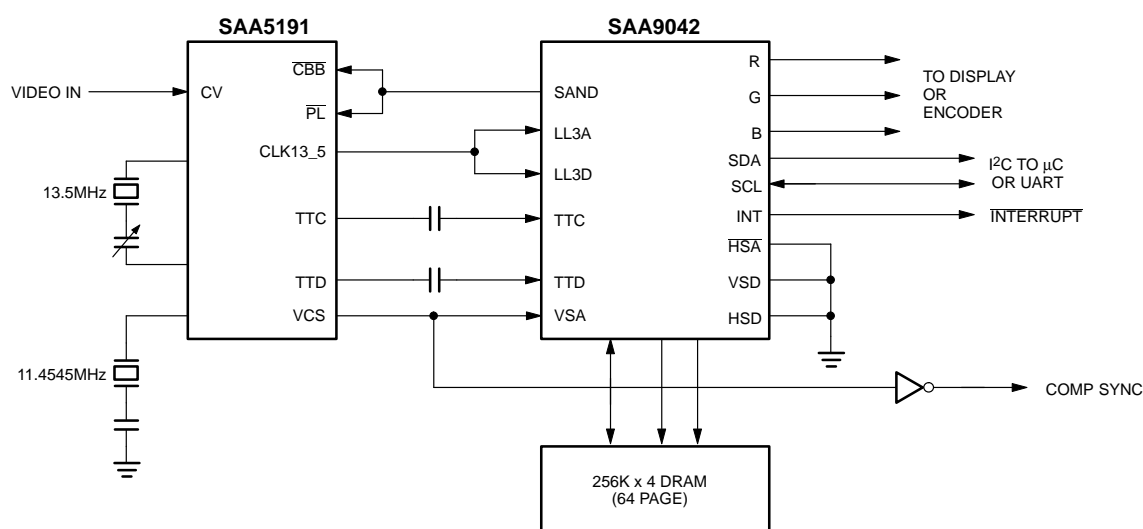 SAA5191
SAA9042
VIDEO IN
CV
CBB
PL
CLK13_5
TTC
TTD
VCS
13.5MHz
11.4545MHz
SAND
LL3A
LL3D
TTC
TTD
VSA
R
G
B
SDA
SCL
INT
HSA
VSD
HSD
TO DISPLAY
OR
ENCODER
I²C TO µC
OR UART
INTERRUPT
COMP SYNC
256K x 4 DRAM
(64 PAGE)